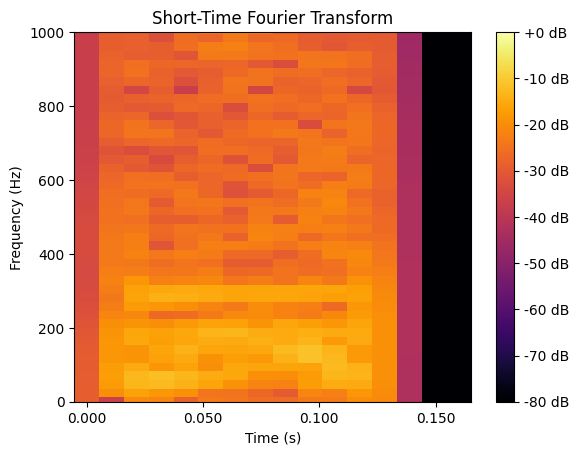 Short-Time Fourier Transform
1000
800
600
400
200
0
Frequency (Hz)
0.000
0.050
0.100
0.150
Time (s)
+0 dB
-10 dB
-20 dB
-30 dB
-40 dB
-50 dB
-60 dB
-70 dB
-80 dB